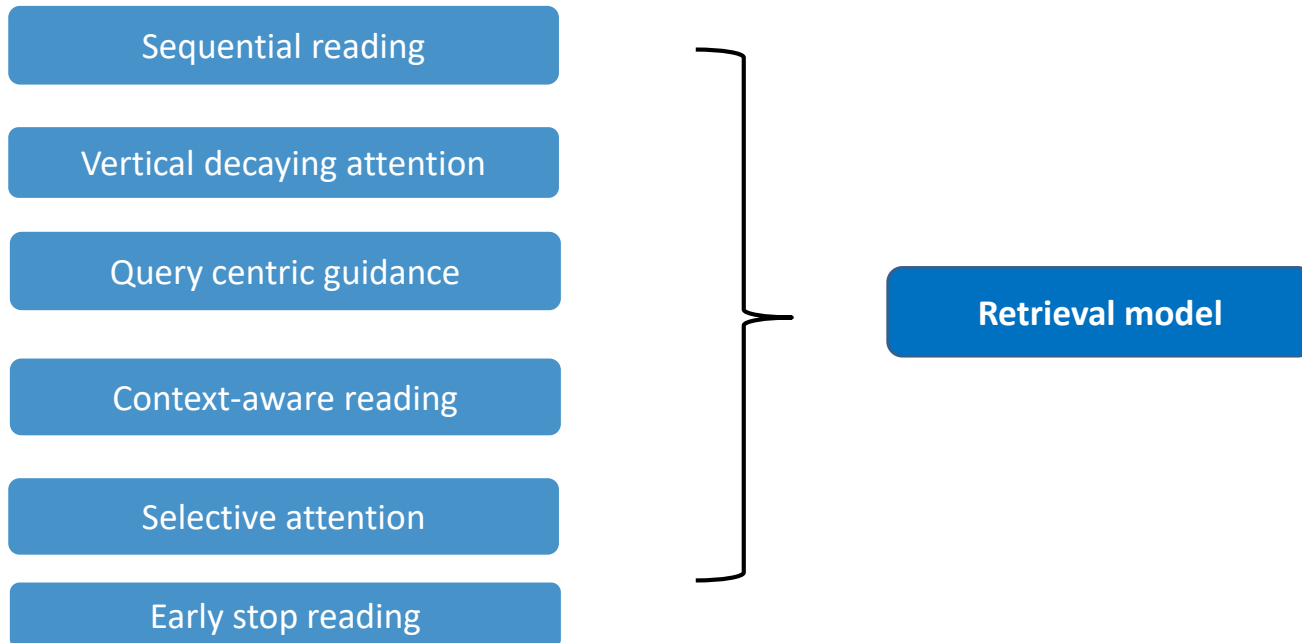 Sequential reading
Vertical decaying attention
Query centric guidance
Context-aware reading
Selective attention
Early stop reading
Retrieval model